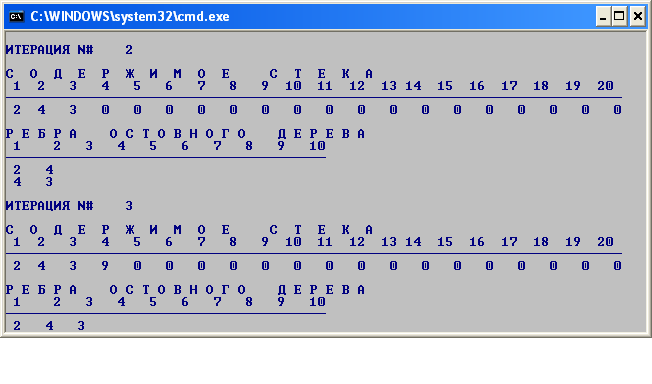 C:\WINDOWS\system32\cmd.exe
ИТЕРАЦИЯ N# 2
С О Д Е Р Ж И М О Е С Т Е К А
1 2 3 4 5 6 7 8 9 10 11 12 13 14 15 16 17 18 19 20
2 4 3 0 0 0 0 0 0 0 0 0 0 0 0 0 0 0 0 0
Р Е Б Р А О С Т О В Н О Г О Д Е Р Е В А
1 2 3 4 5 6 7 8 9 10
2 4
4 3
ИТЕРАЦИЯ N# 3
С О Д Е Р Ж И М О Е С Т Е К А
1 2 3 4 5 6 7 8 9 10 11 12 13 14 15 16 17 18 19 20
2 4 3 9 0 0 0 0 0 0 0 0 0 0 0 0 0 0 0 0
Р Е Б Р А О С Т О В Н О Г О Д Е Р Е В А
1 2 3 4 5 6 7 8 9 10
2 4 3